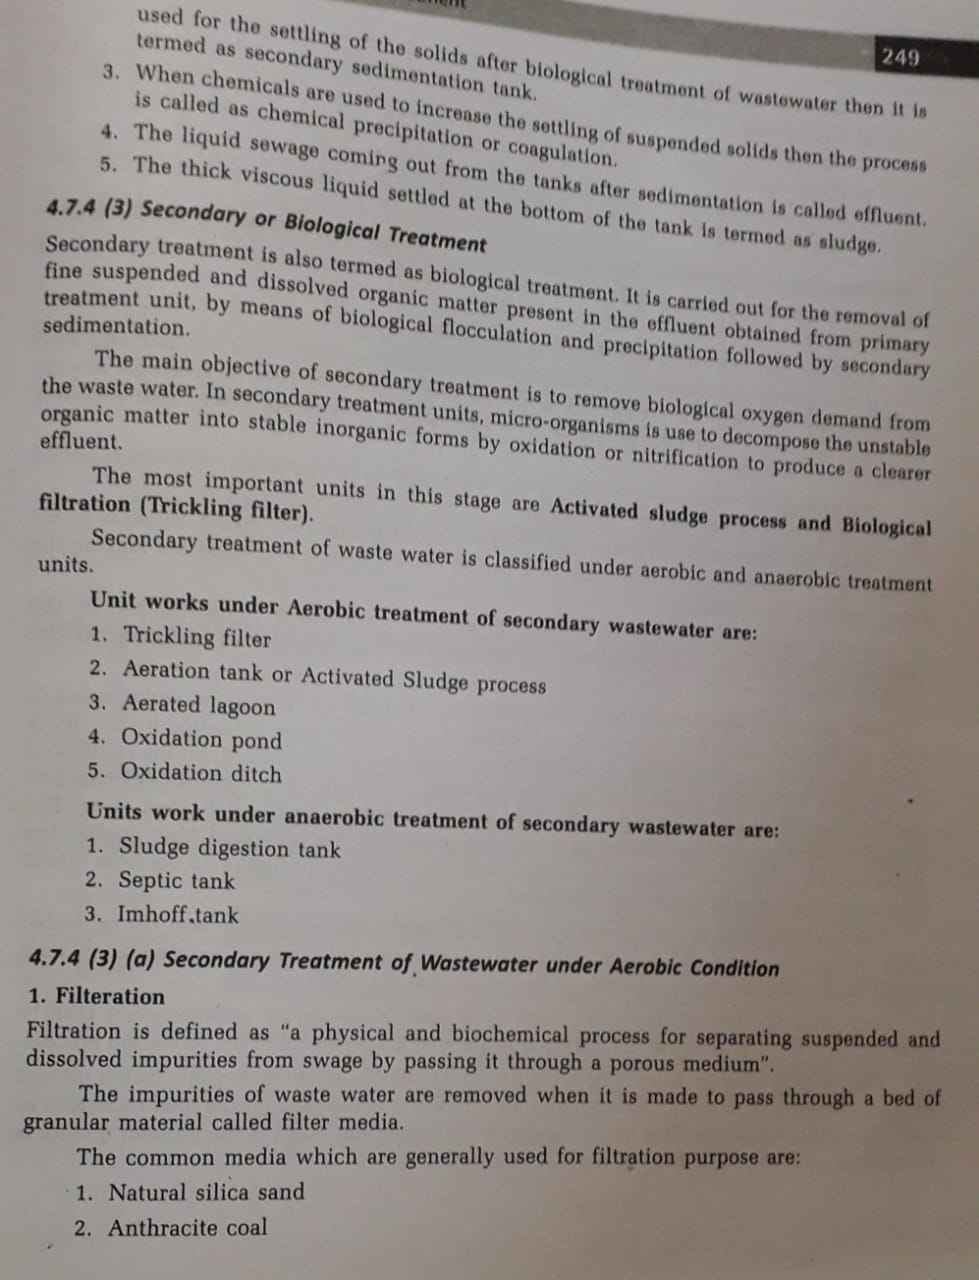 249
used for the settling of the solids after biological treatment of wastewater then it is
termed as secondary sedimentation tank.
3. When chemicals are used to increase the settling of suspended solids then the process
is called as chemical precipitation or coagulation.
4. The liquid sewage coming out from the tanks after sedimentation is called effluent.
5. The thick viscous liquid settled at the bottom of the tank is termed as sludge.
4.7.4 (3) Secondary or Biological Treatment
Secondary treatment is also termed as biological treatment. It is carried out for the removal of
fine suspended and dissolved organic matter present in the effluent obtained from primary
treatment unit, by means of biological flocculation and precipitation followed by secondary
sedimentation.
The main objective of secondary treatment is to remove biological oxygen demand from
the waste water. In secondary treatment units, micro-organisms is use to decompose the unstable
organic matter into stable inorganic forms by oxidation or nitrification to produce a clearer
effluent.
The most important units in this stage are Activated sludge process and Biological
filtration (Trickling filter).
Secondary treatment of waste water is classified under aerobic and anaerobic treatment
units.
Unit works under Aerobic treatment of secondary wastewater are:
1. Trickling filter
2. Aeration tank or Activated Sludge process
3. Aerated lagoon
4. Oxidation pond
5. Oxidation ditch
Units work under anaerobic treatment of secondary wastewater are:
1. Sludge digestion tank
2. Septic tank
3. Imhoff tank
4.7.4 (3) (a) Secondary Treatment of Wastewater under Aerobic Condition
1. Filteration
Filtration is defined as "a physical and biochemical process for separating suspended and
dissolved impurities from swage by passing it through a porous medium".
The impurities of waste water are removed when it is made to pass through a bed of
granular material called filter media.
The common media which are generally used for filtration purpose are:
1. Natural silica sand
2. Anthracite coal